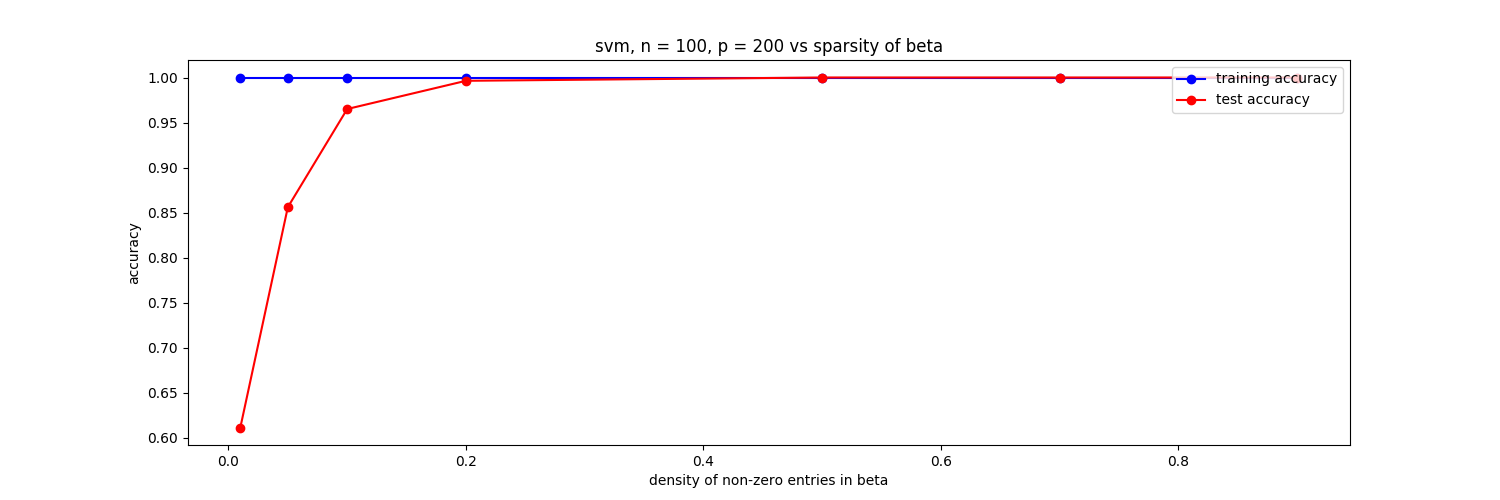 svm, n = 100, p = 200 vs sparsity of beta
1.00
0.95
0.90
0.85
0.80
0.75
0.70
0.65
0.60
accuracy
training accuracy
test accuracy
0.0 0.2 0.4 0.6 0.8
density of non-zero entries in beta